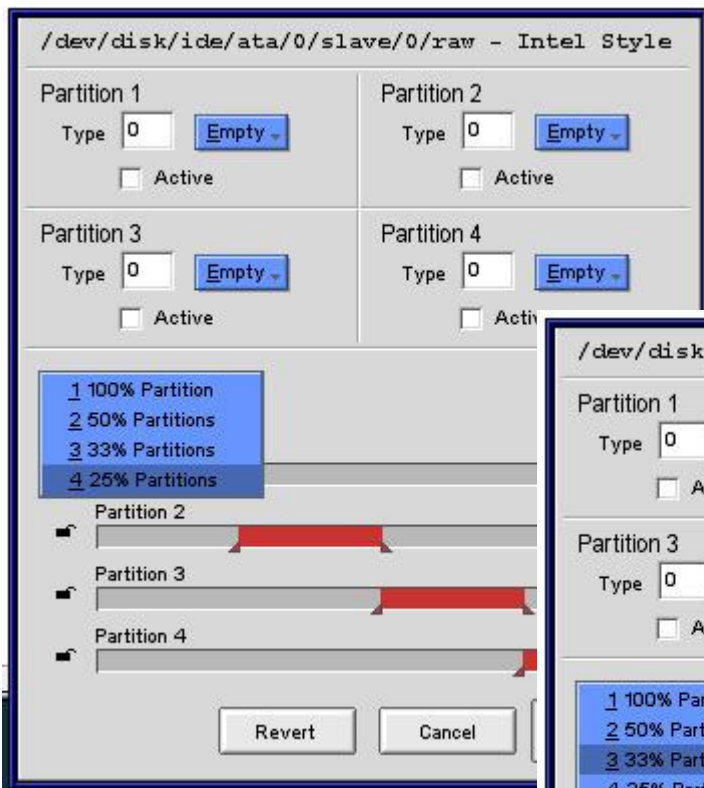 /dev/disk/ide/ata/0/slave/0/raw - Intel Style
Partition 1
Type 0 Empty
Active
Partition 2
Type 0 Empty
Active
Partition 3
Type 0 Empty
Active
Partition 4
Type 0 Empty
Activ
1 100% Partition
2 50% Partitions
3 33% Partitions
4 25% Partitions
Partition 2
Partition 3
Partition 4
Revert Cancel
/dev/disk
Partition 1
Type 0
A
Partition 3
Type 0
A
1 100% Par
2 50% Part
3 33% Part
4 25% Part